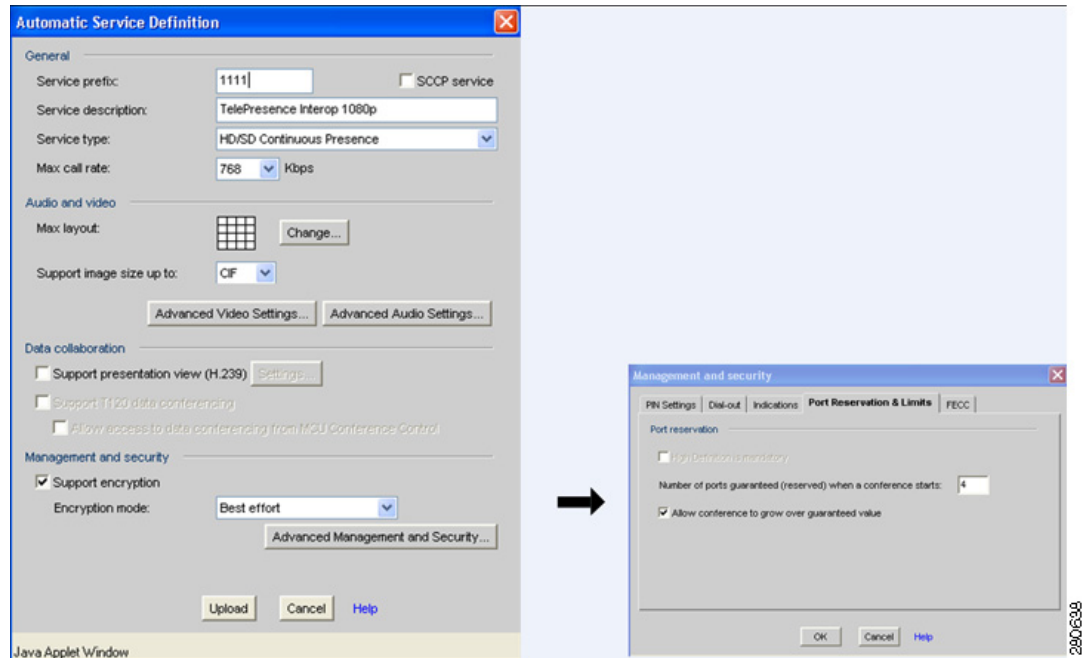 Automatic Service Definition
General
Service prefix: 1111
SCCP service
Service description: TelePresence Interop 1080p
Service type: HD/SD Continuous Presence
Max call rate: 768 Kbps
Audio and video
Max layout: Change...
Support image size up to: CIF
Advanced Video Settings... Advanced Audio Settings...
Data collaboration
Support presentation view (H.239) Settings...
Support T120 data conferencing
Allow access to data conferencing from MCU Conference Control
Management and security
Support encryption
Encryption mode: Best effort
Advanced Management and Security...
Upload Cancel Help
Java Applet Window
Management and security
PIN Settings Dial-out Indications Port Reservation & Limits FECC
Port reservation
High Definition is mandatory
Number of ports guaranteed (reserved) when a conference starts: 4
Allow conference to grow over guaranteed value
OK Cancel Help
280638